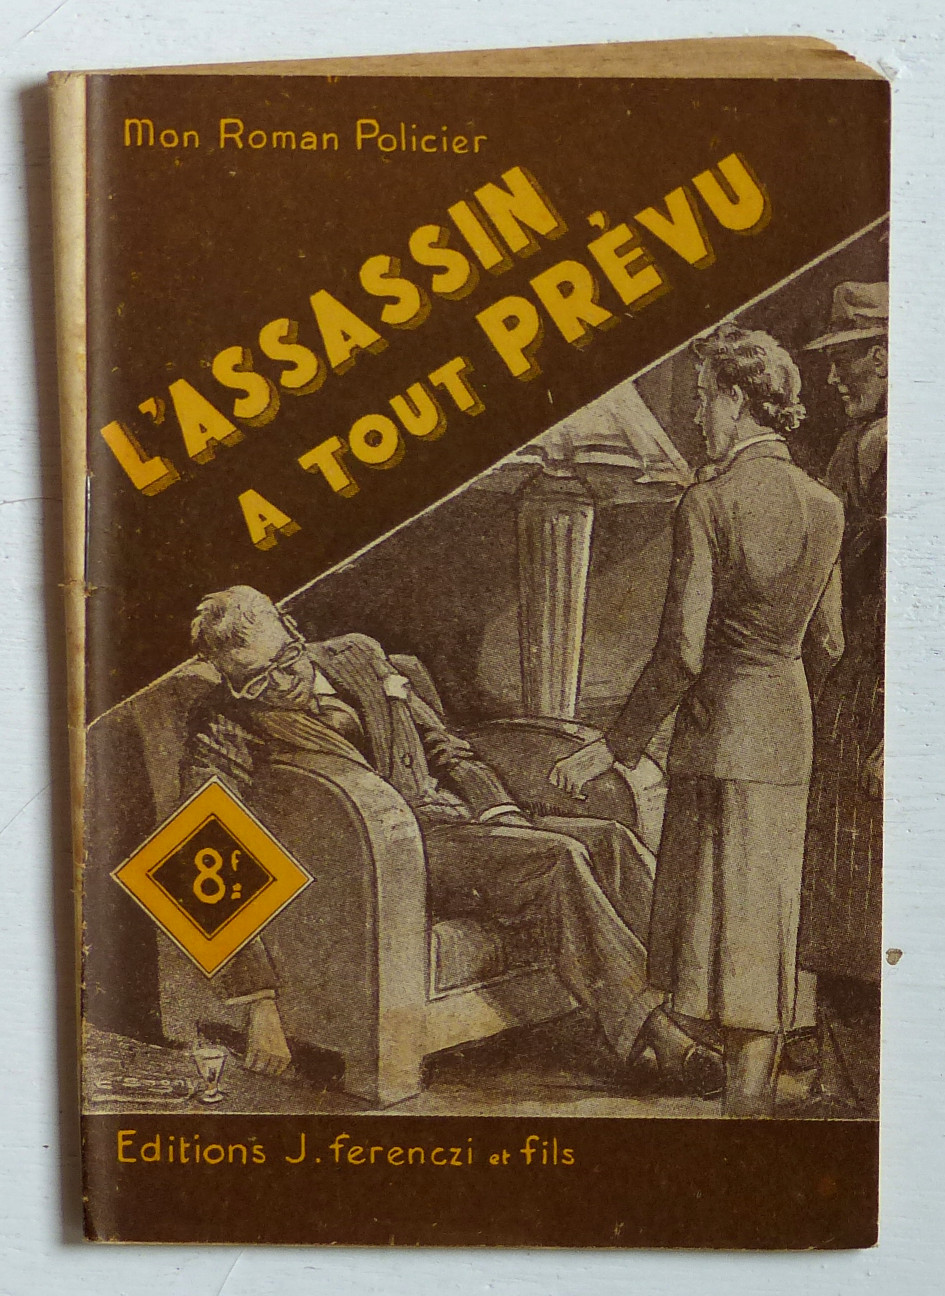 Mon Roman Policier
L'ASSASSIN
A TOUT PRÉVU
8f
Editions J. ferenczi et fils